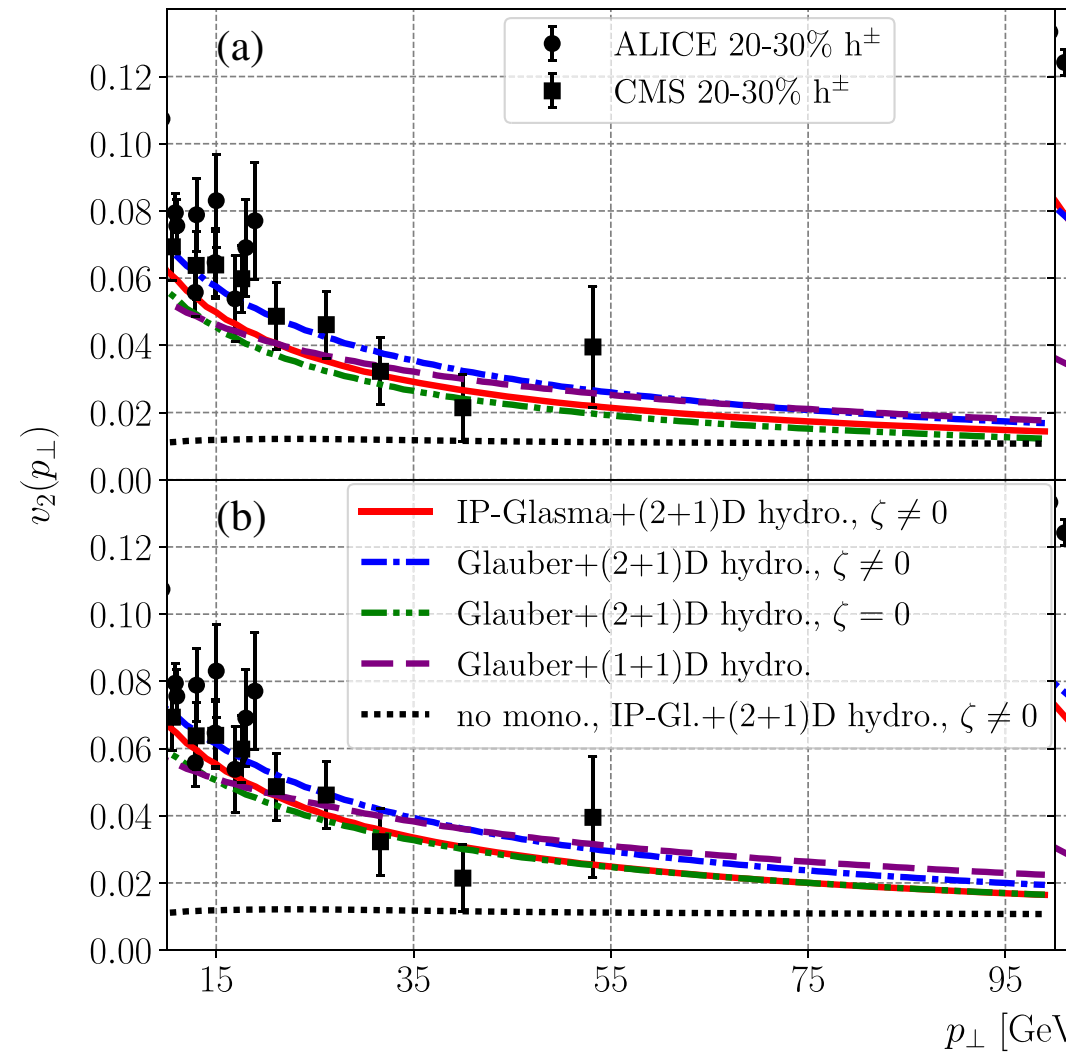 (a)
ALICE 20-30% h±
CMS 20-30% h±
0.12
0.10
0.08
0.06
0.04
0.02
0.00
v₂(p⊥)
(b)
IP-Glasma+(2+1)D hydro., ζ ≠ 0
Glauber+(2+1)D hydro., ζ ≠ 0
Glauber+(2+1)D hydro., ζ = 0
Glauber+(1+1)D hydro.
no mono., IP-Gl.+(2+1)D hydro., ζ ≠ 0
0.12
0.10
0.08
0.06
0.04
0.02
0.00
15 35 55 75 95
p⊥ [GeV